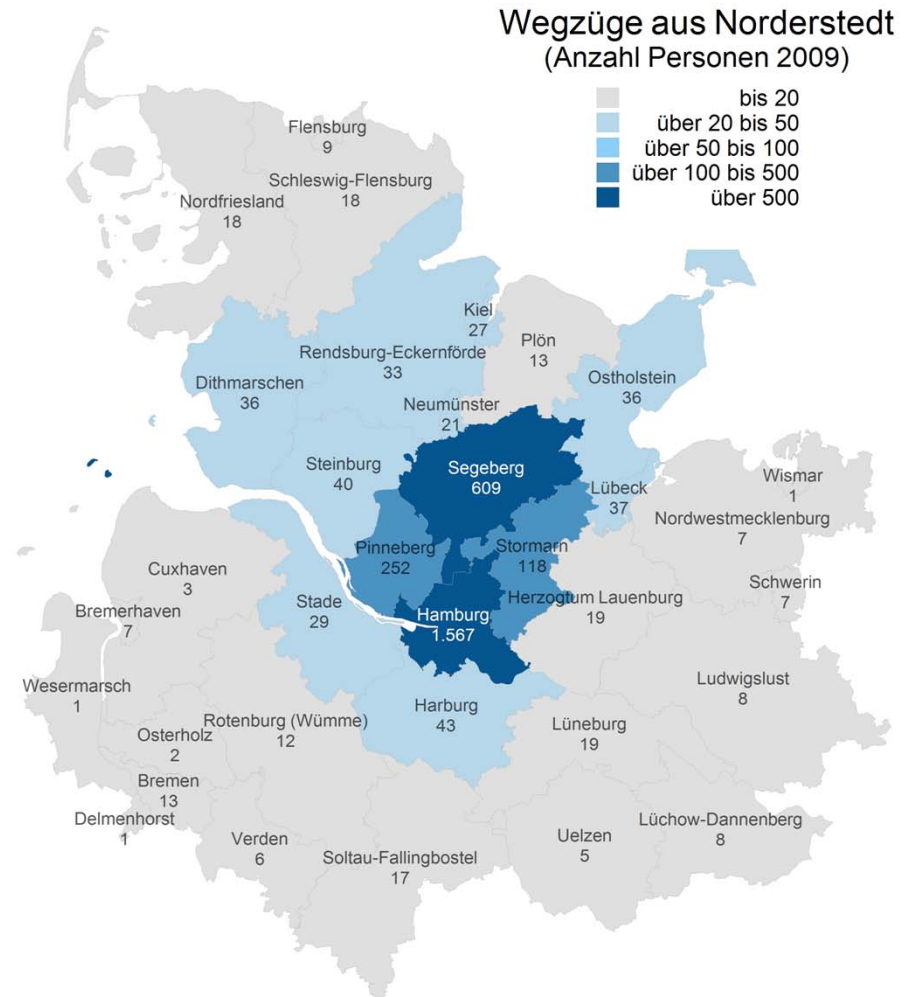 Wegzüge aus Norderstedt
(Anzahl Personen 2009)
bis 20
über 20 bis 50
über 50 bis 100
über 100 bis 500
über 500
Flensburg
9
Schleswig-Flensburg
18
Nordfriesland
18
Kiel
27
Plön
13
Rendsburg-Eckernförde
33
Dithmarschen
36
Ostholstein
36
Neumünster
21
Steinburg
40
Segeberg
609
Lübeck
37
Wismar
1
Nordwestmecklenburg
7
Pinneberg
252
Stormarn
118
Cuxhaven
3
Schwerin
7
Bremerhaven
7
Stade
29
Hamburg
1.567
Herzogtum Lauenburg
19
Wesermarsch
1
Ludwigslust
8
Harburg
43
Rotenburg (Wümme)
12
Lüneburg
19
Osterholz
2
Bremen
13
Delmenhorst
1
Verden
6
Soltau-Fallingbostel
17
Uelzen
5
Lüchow-Dannenberg
8